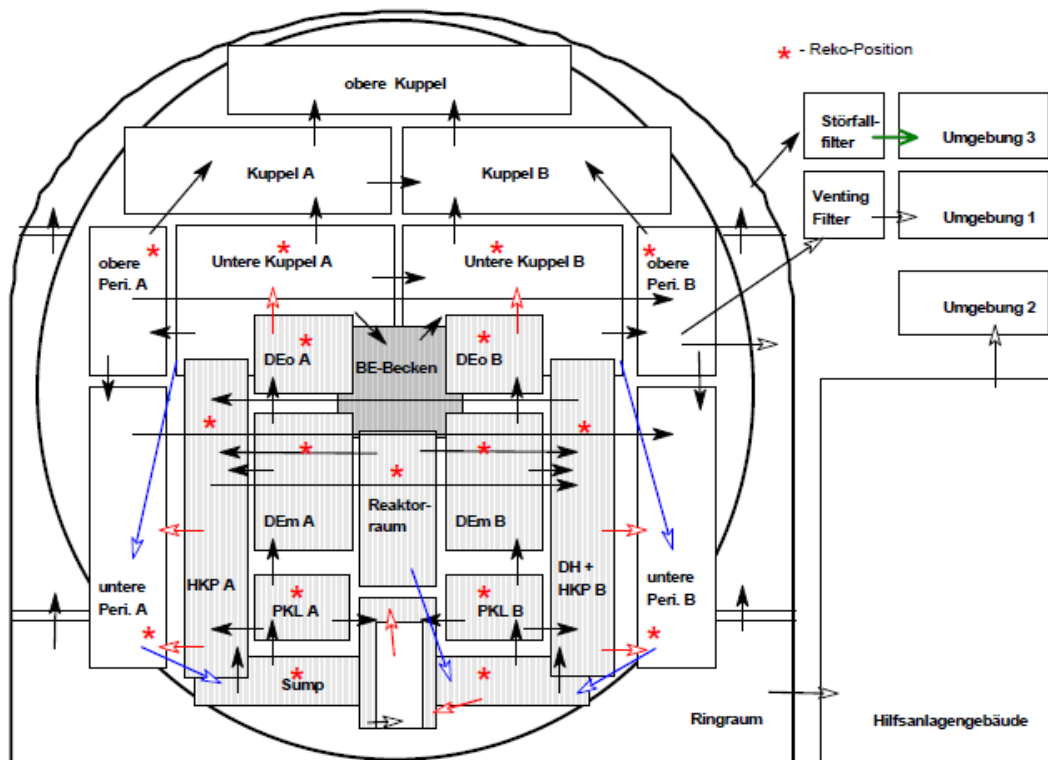 * - Reko-Position
obere Kuppel
Störfall-
filter
Umgebung 3
Kuppel A
Kuppel B
Venting
Filter
Umgebung 1
obere
Peri. A
Untere Kuppel A
Untere Kuppel B
obere
Peri. B
Umgebung 2
DEo A
BE-Becken
DEo B
Reaktor-
raum
DEm A
DEm B
HKP A
DH +
HKP B
untere
Peri. A
PKL A
PKL B
untere
Peri. B
Sump
Ringraum
Hilfsanlagengebäude